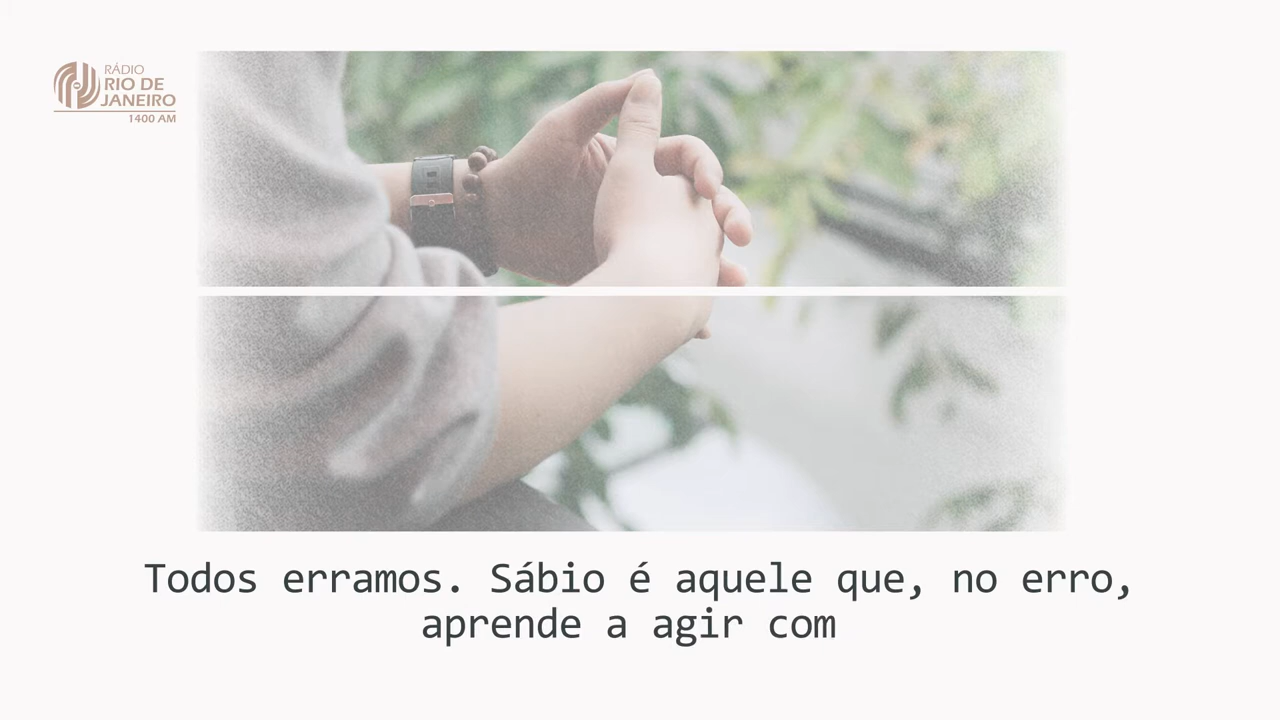 RÁDIO
RIO DE
JANEIRO
1400 AM
Todos erramos. Sábio é aquele que, no erro,
aprende a agir com